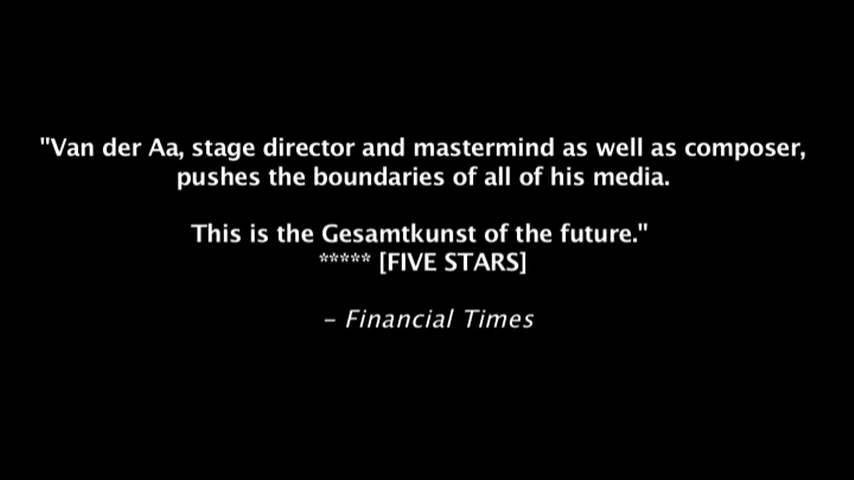 "Van der Aa, stage director and mastermind as well as composer,
pushes the boundaries of all of his media.
This is the Gesamtkunst of the future."
***** [FIVE STARS]
– Financial Times